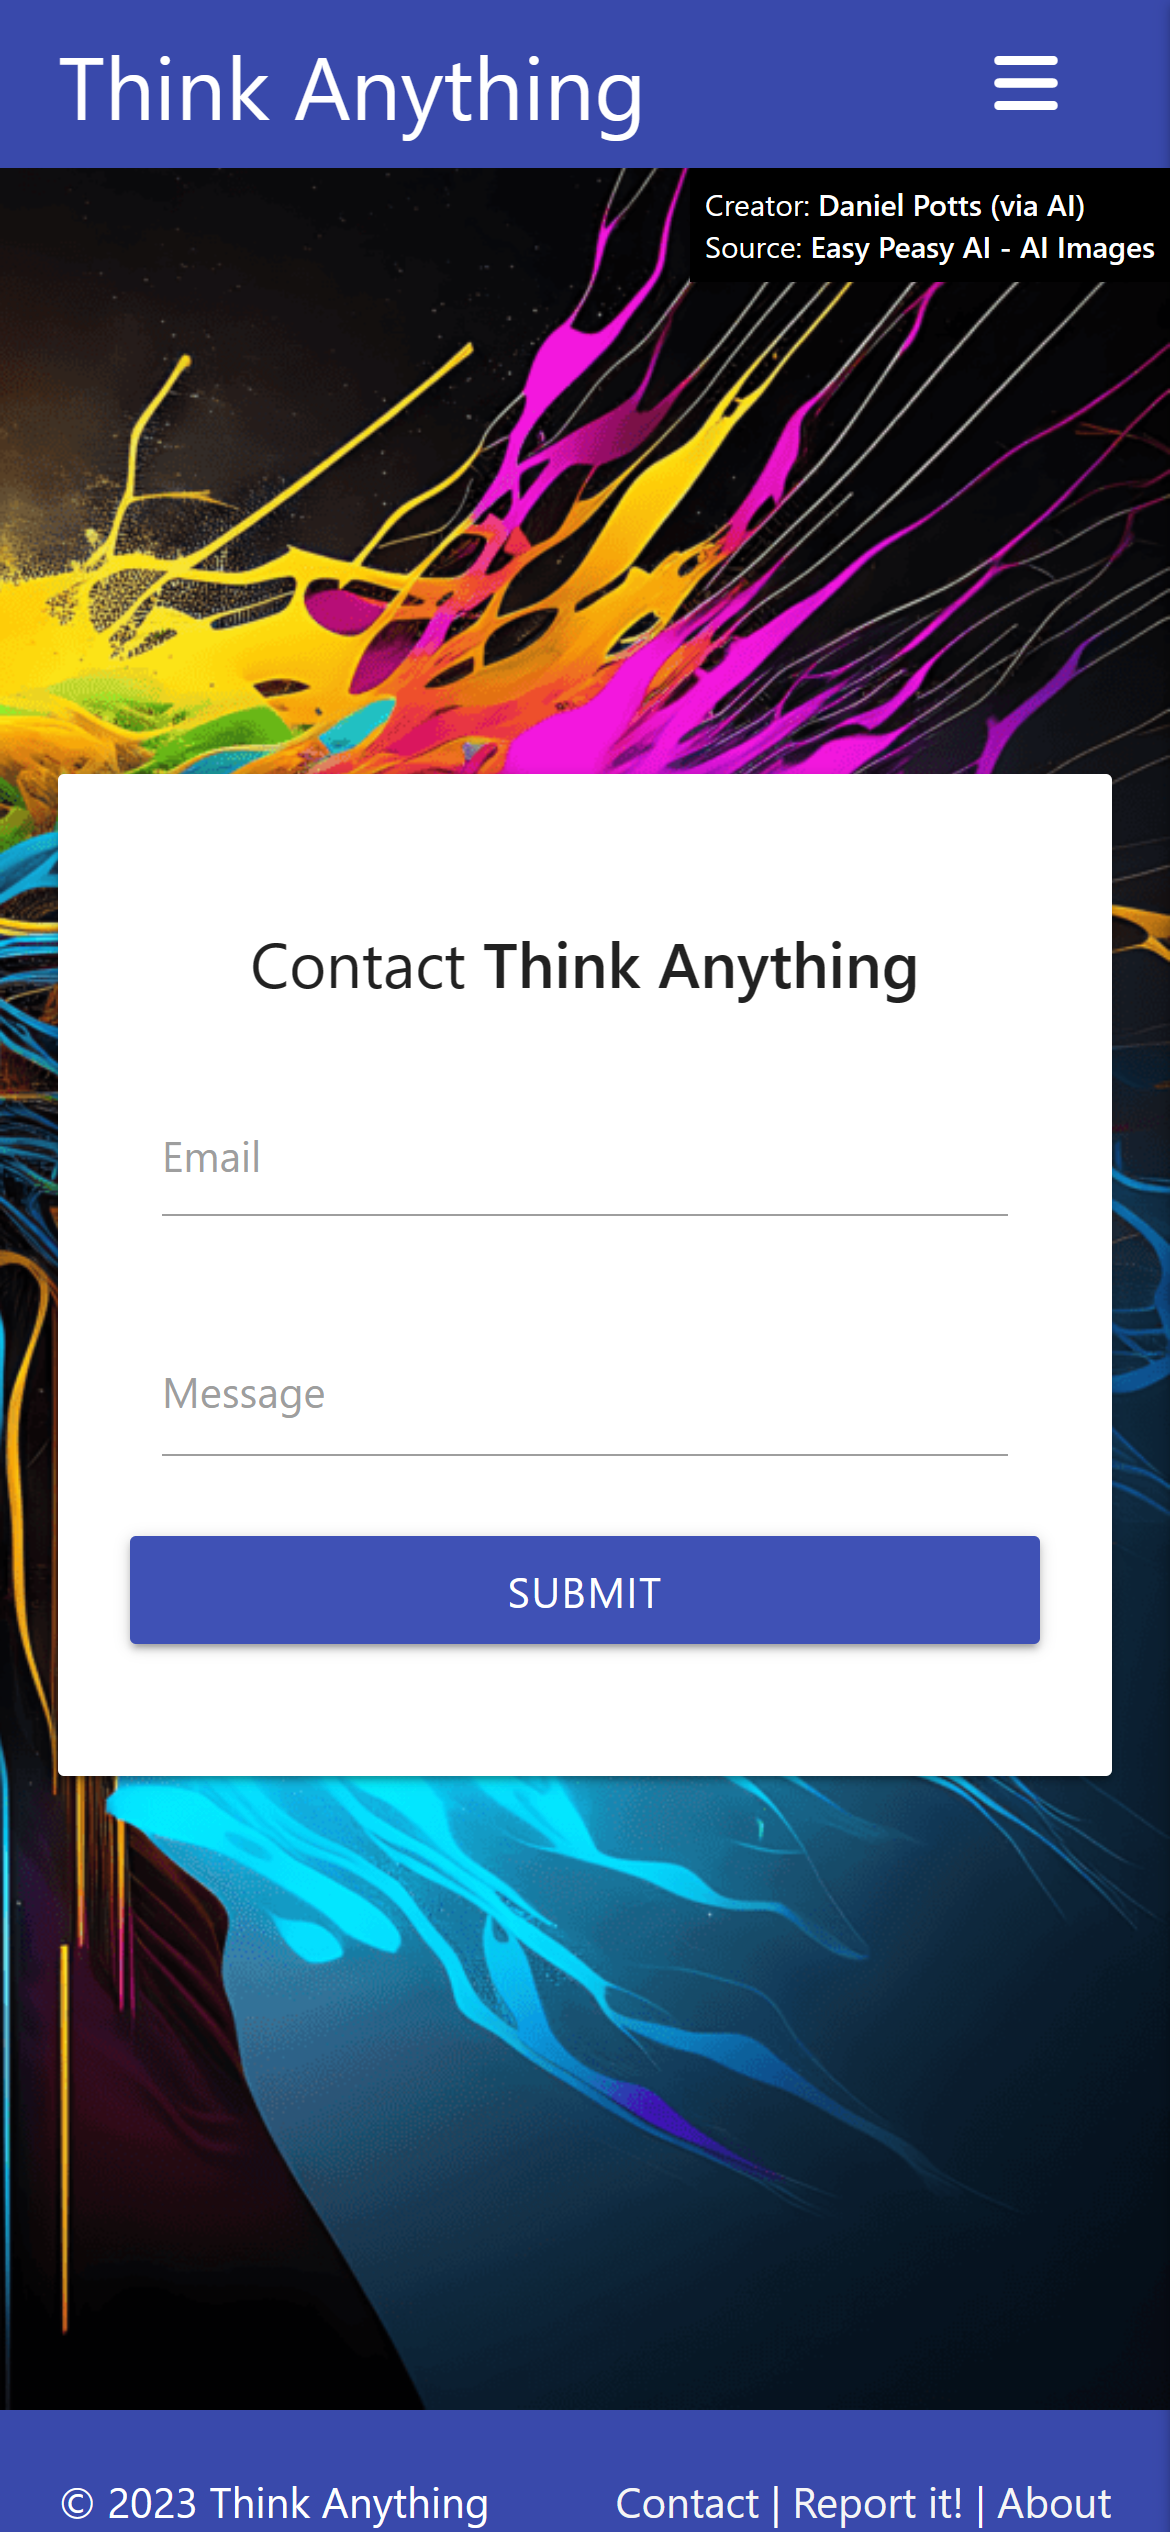 Think Anything
Creator: Daniel Potts (via AI)
Source: Easy Peasy AI - AI Images
Contact Think Anything
Email
Message
SUBMIT
© 2023 Think Anything
Contact | Report it! | About